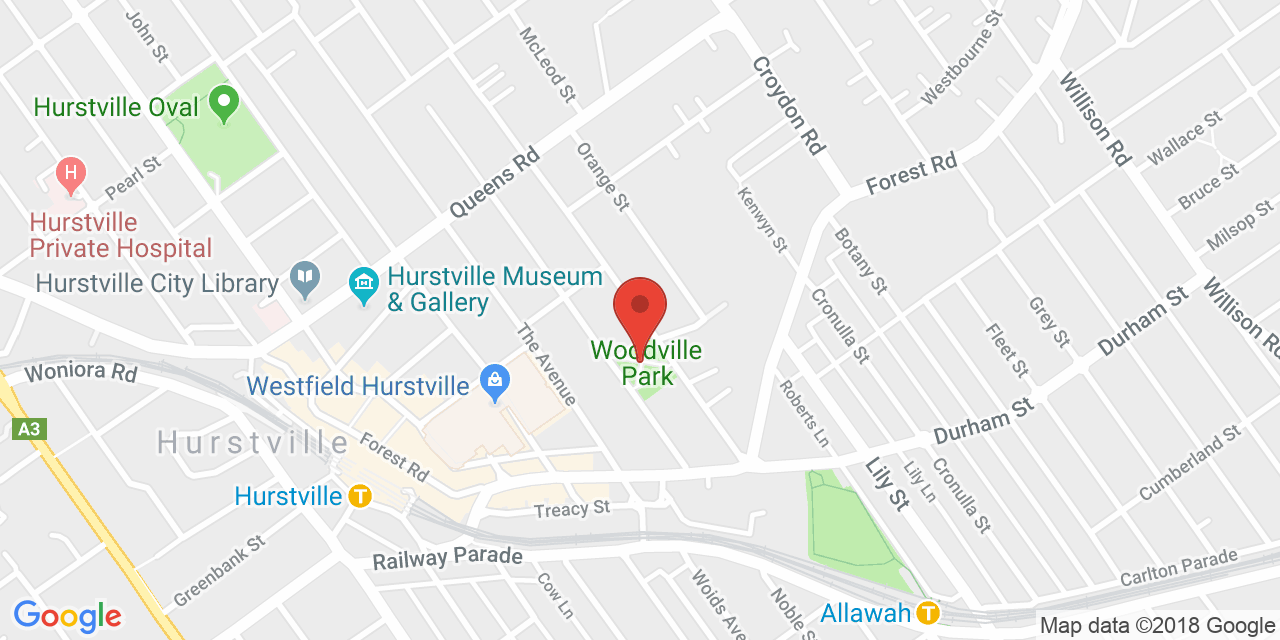 John St
McLeod St
Croydon Rd
Westbourne St
Willison Rd
Wallace St
Hurstville Oval
Pearl St
H
Queens Rd
Orange St
Forest Rd
Bruce St
Kenwyn St
Milsop St
Hurstville
Private Hospital
Botany St
Hurstville City Library
Hurstville Museum
& Gallery
Cronulla St
Grey St
Durham St
Willison Rd
The Avenue
Fleet St
Woodville
Park
Woniora Rd
Westfield Hurstville
Roberts Ln
A3
Hurstville
Forest Rd
Durham St
Cumberland St
Lily St
Lily Ln
Cronulla St
Hurstville T
Treacy St
Railway Parade
Greenbank St
Cow Ln
Wolds Ave
Noble St
Carlton Parade
Allawah T
Google
Map data ©2018 Google